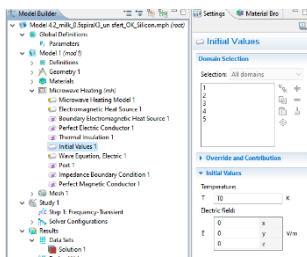 Model Builder
Model 4.2_milk_0.5spiralX3_un sfert_OK_Silicon.mph (root)
Global Definitions
Parameters
Model 1 (mod1)
Definitions
Geometry 1
Materials
Microwave Heating (mh)
Microwave Heating Model 1
Electromagnetic Heat Source 1
Boundary Electromagnetic Heat Source 1
Perfect Electric Conductor 1
Thermal Insulation 1
Initial Values 1
Wave Equation, Electric 1
Port 1
Impedance Boundary Condition 1
Perfect Magnetic Conductor 1
Mesh 1
Study 1
Step 1: Frequency-Transient
Solver Configurations
Results
Data Sets
Solution 1
Settings
Material Bro
Initial Values
Domain Selection
Selection: All domains
1
2
3
4
5
Override and Contribution
Initial Values
Temperature:
T T0 K
Electric field:
0 x
E 0 y V/m
0 z